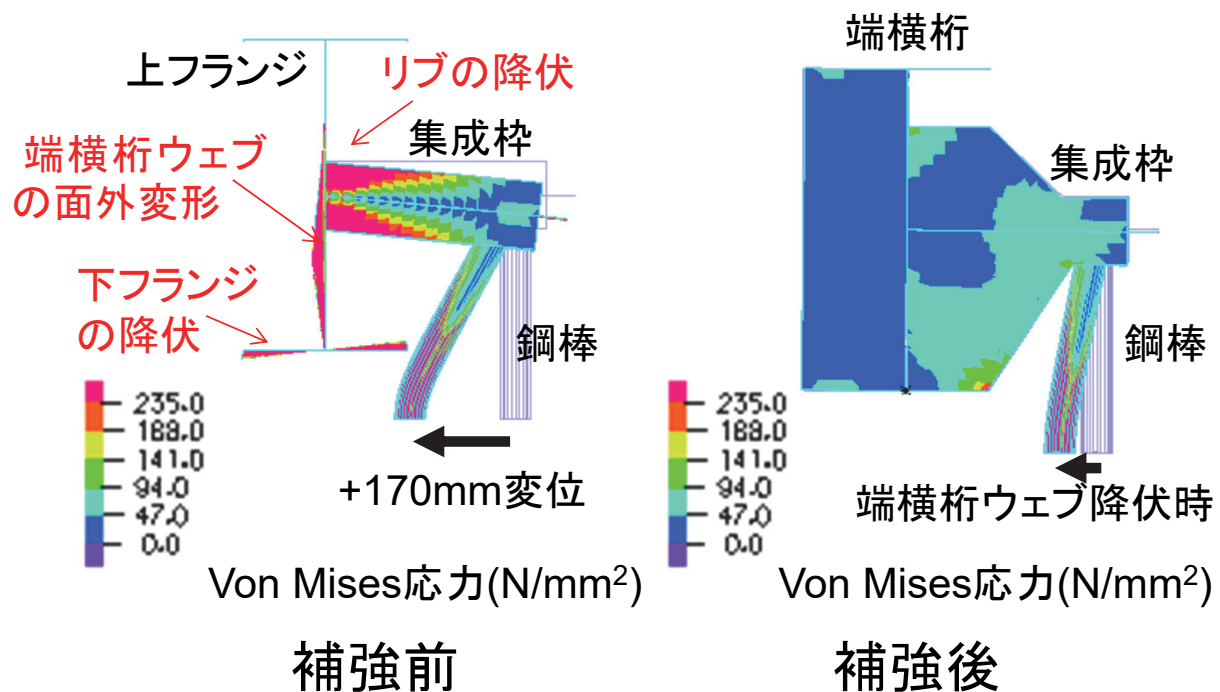 上フランジ
リブの降伏
集成枠
端横桁ウェブ
の面外変形
下フランジ
の降伏
鋼棒
235.0
188.0
141.0
94.0
47.0
0.0
+170mm変位
Von Mises応力(N/mm²)
補強前
端横桁
集成枠
鋼棒
235.0
188.0
141.0
94.0
47.0
0.0
端横桁ウェブ降伏時
Von Mises応力(N/mm²)
補強後